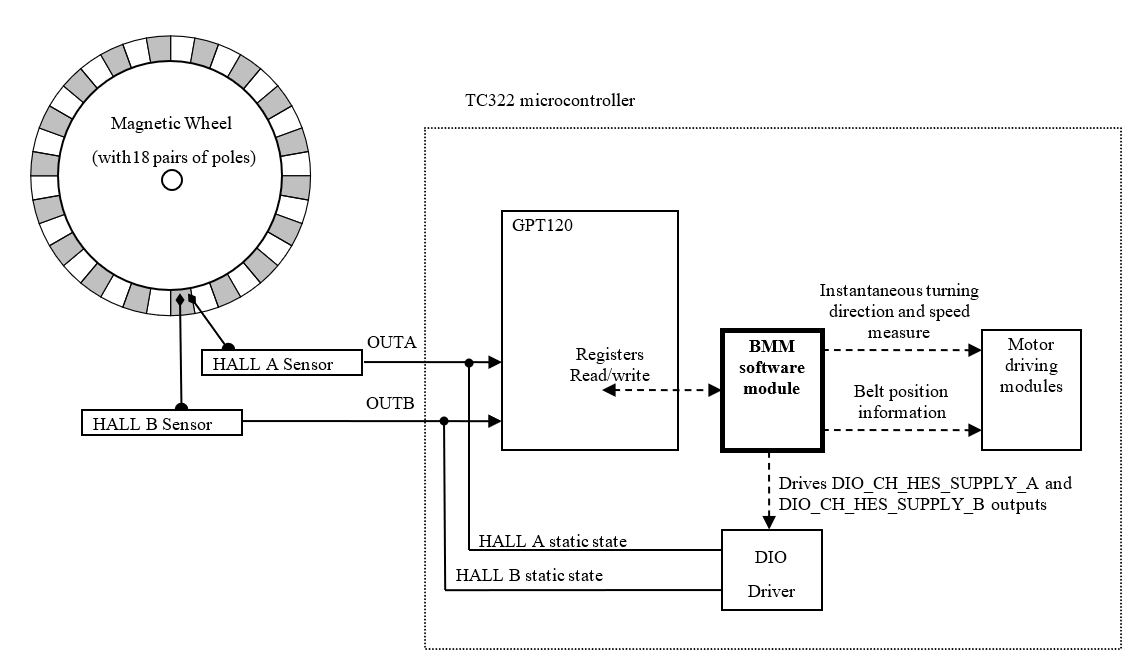 TC322 microcontroller
Magnetic Wheel
(with18 pairs of poles)
GPT120
Instantaneous turning
direction and speed
measure
OUTA
HALL A Sensor
Registers
Read/write
BMM
software
module
Motor
driving
modules
Belt position
information
OUTB
HALL B Sensor
Drives DIO_CH_HES_SUPPLY_A and
DIO_CH_HES_SUPPLY_B outputs
HALL A static state
HALL B static state
DIO
Driver